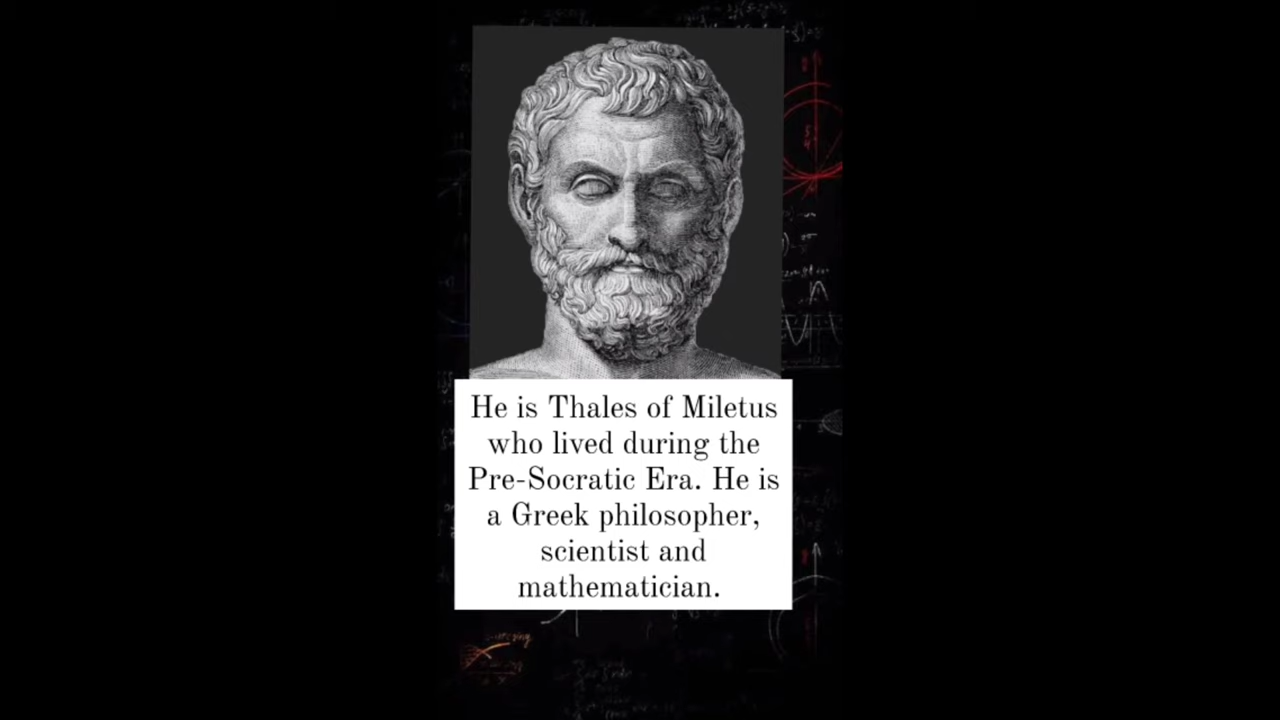 He is Thales of Miletus
who lived during the
Pre-Socratic Era. He is
a Greek philosopher,
scientist and
mathematician.